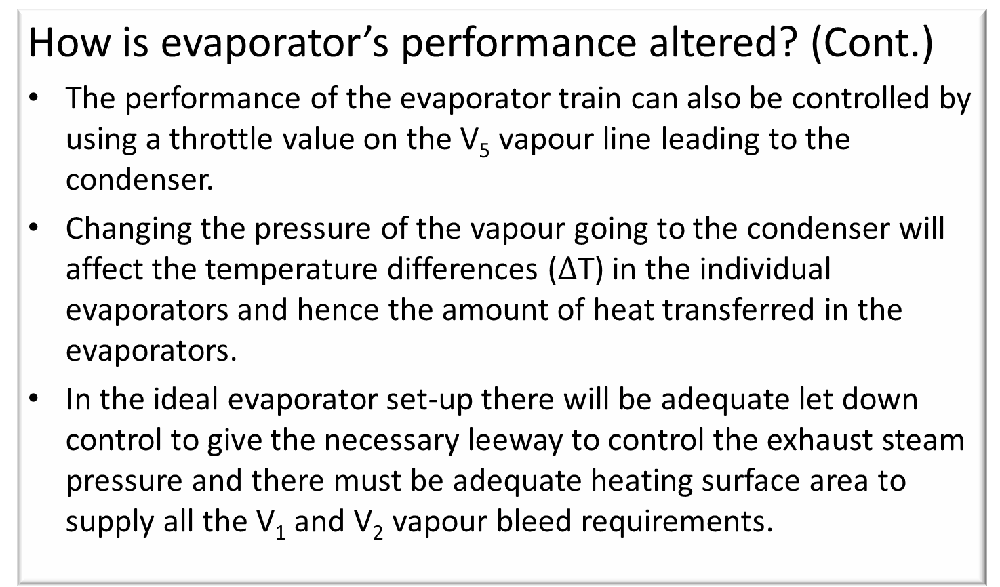 How is evaporator’s performance altered? (Cont.)
• The performance of the evaporator train can also be controlled by
using a throttle value on the V₅ vapour line leading to the
condenser.
• Changing the pressure of the vapour going to the condenser will
affect the temperature differences (ΔT) in the individual
evaporators and hence the amount of heat transferred in the
evaporators.
• In the ideal evaporator set-up there will be adequate let down
control to give the necessary leeway to control the exhaust steam
pressure and there must be adequate heating surface area to
supply all the V₁ and V₂ vapour bleed requirements.